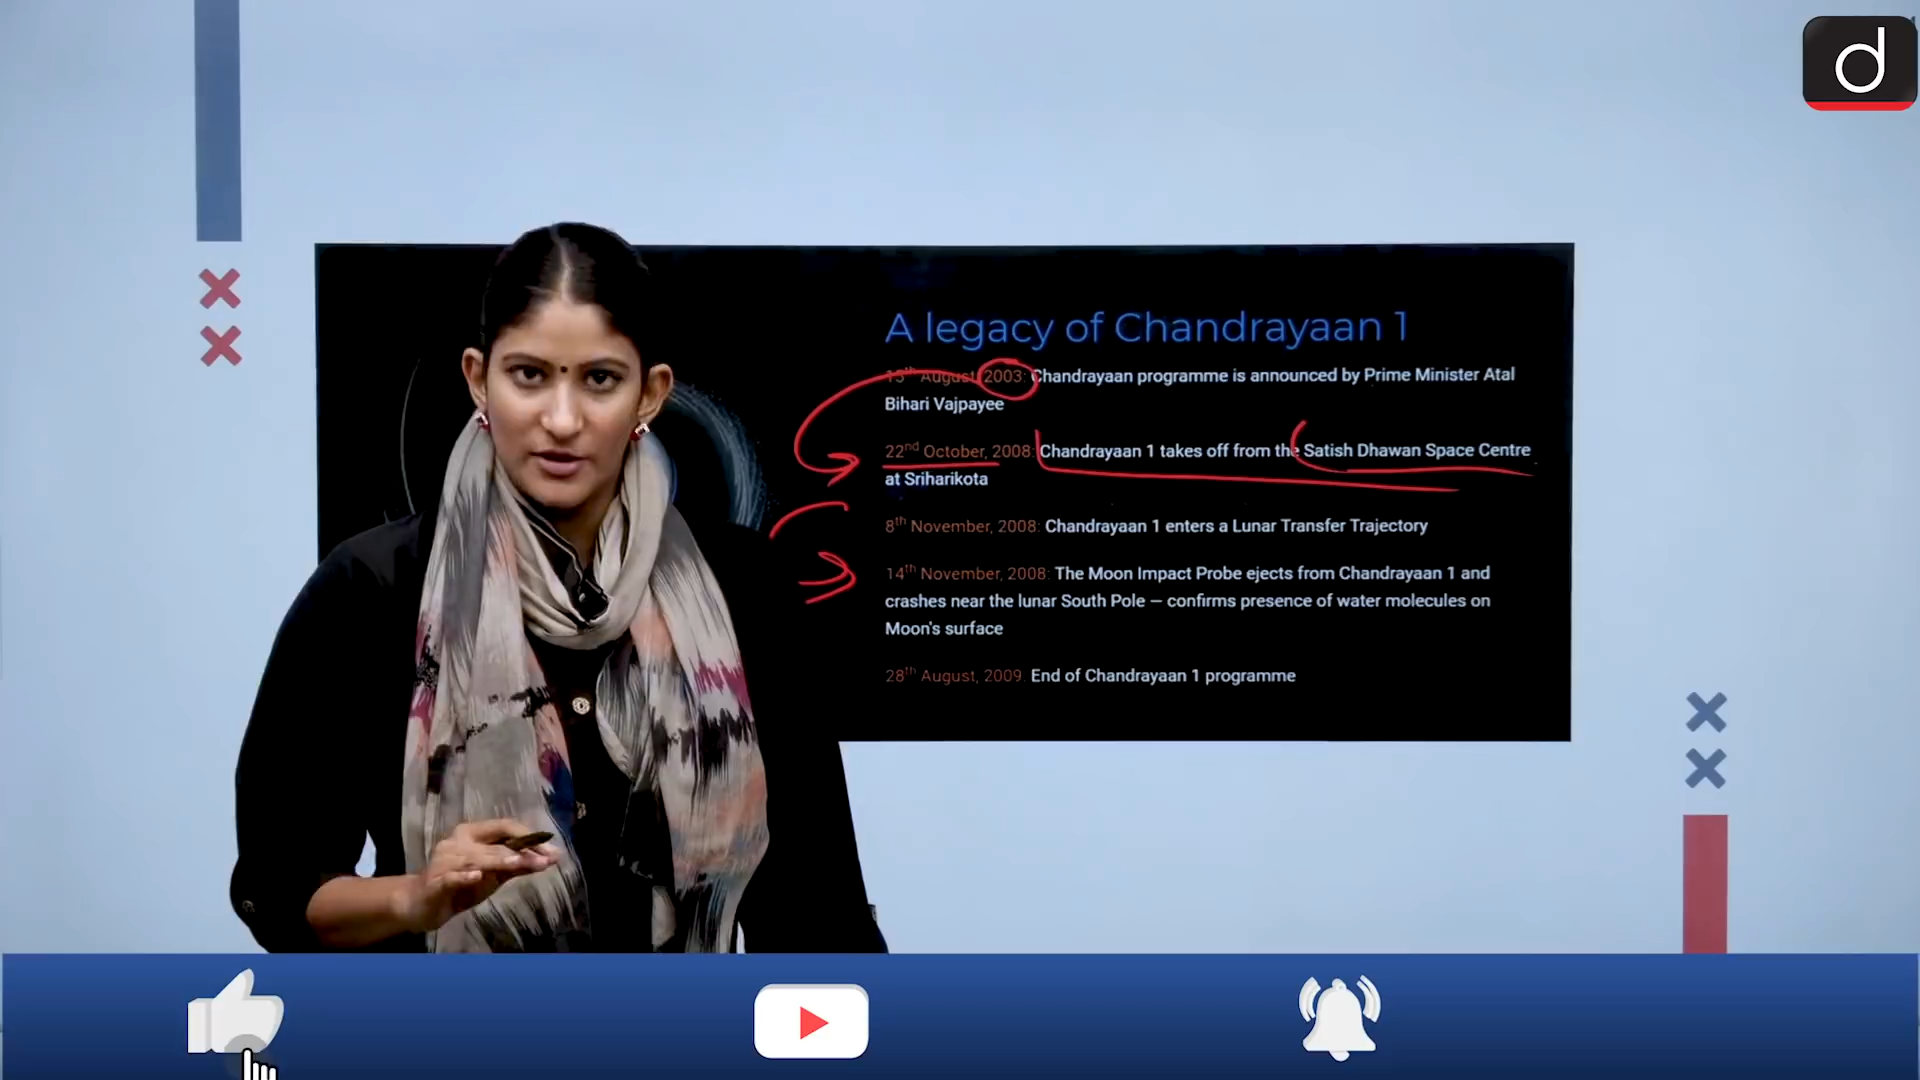 d
A legacy of Chandrayaan 1
15th August, 2003: Chandrayaan programme is announced by Prime Minister Atal
Bihari Vajpayee
22nd October, 2008: Chandrayaan 1 takes off from the Satish Dhawan Space Centre
at Sriharikota
8th November, 2008: Chandrayaan 1 enters a Lunar Transfer Trajectory
14th November, 2008: The Moon Impact Probe ejects from Chandrayaan 1 and
crashes near the lunar South Pole — confirms presence of water molecules on
Moon's surface
28th August, 2009: End of Chandrayaan 1 programme